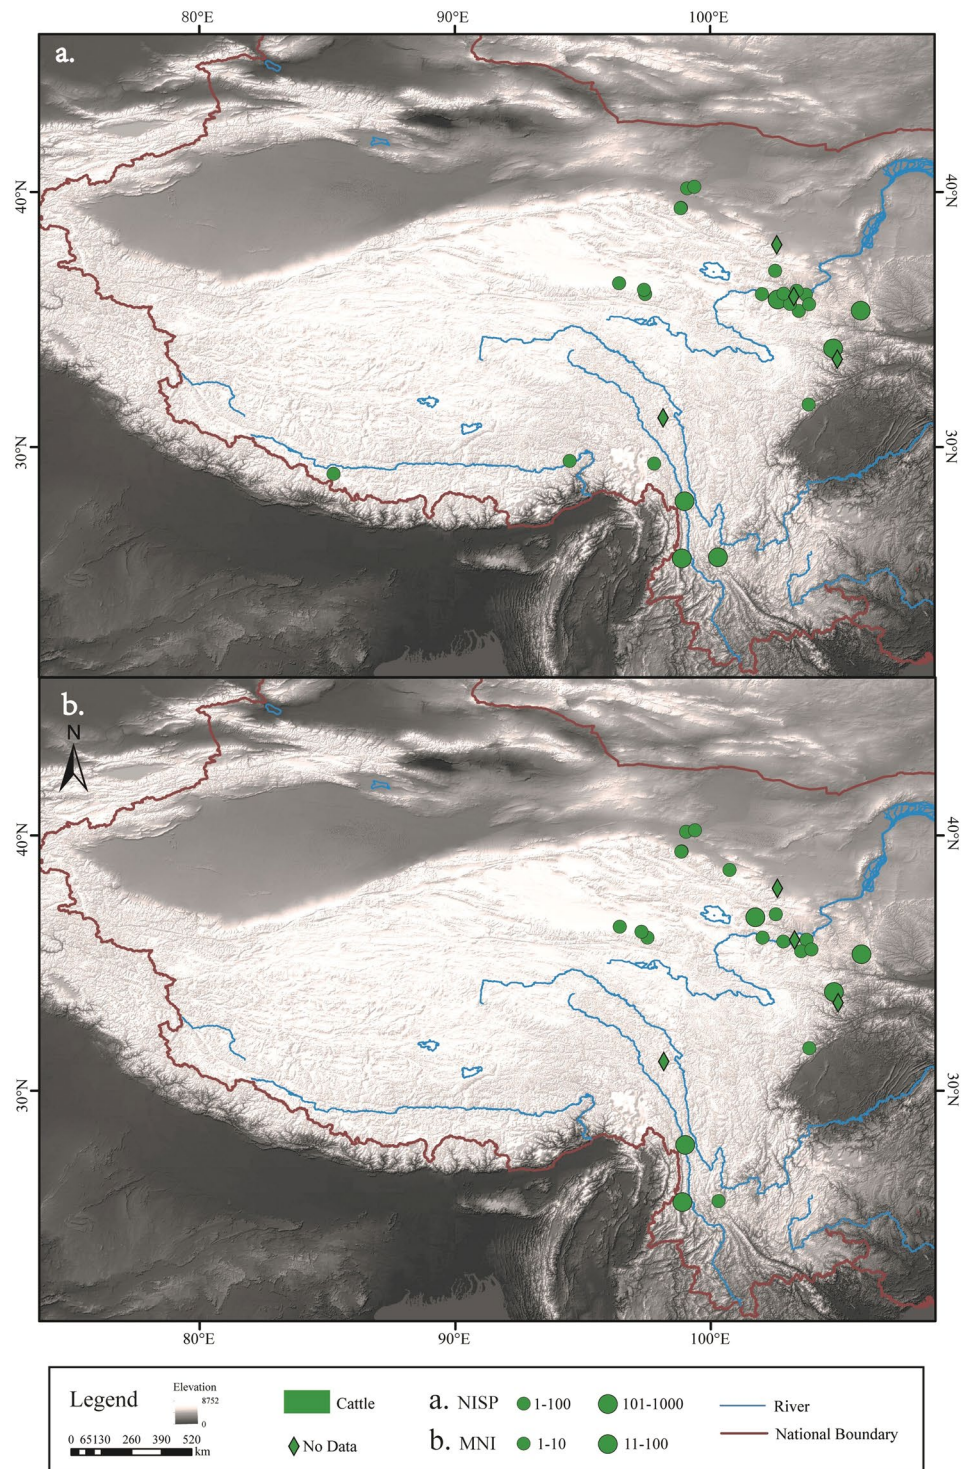 80°E 90°E 100°E
a.
40°N 40°N
30°N 30°N
b.
N
40°N 40°N
30°N 30°N
80°E 90°E 100°E
Legend
Elevation
8752
0
0 65130 260 390 520
km
Cattle
No Data
a. NISP 1-100 101-1000
b. MNI 1-10 11-100
River
National Boundary